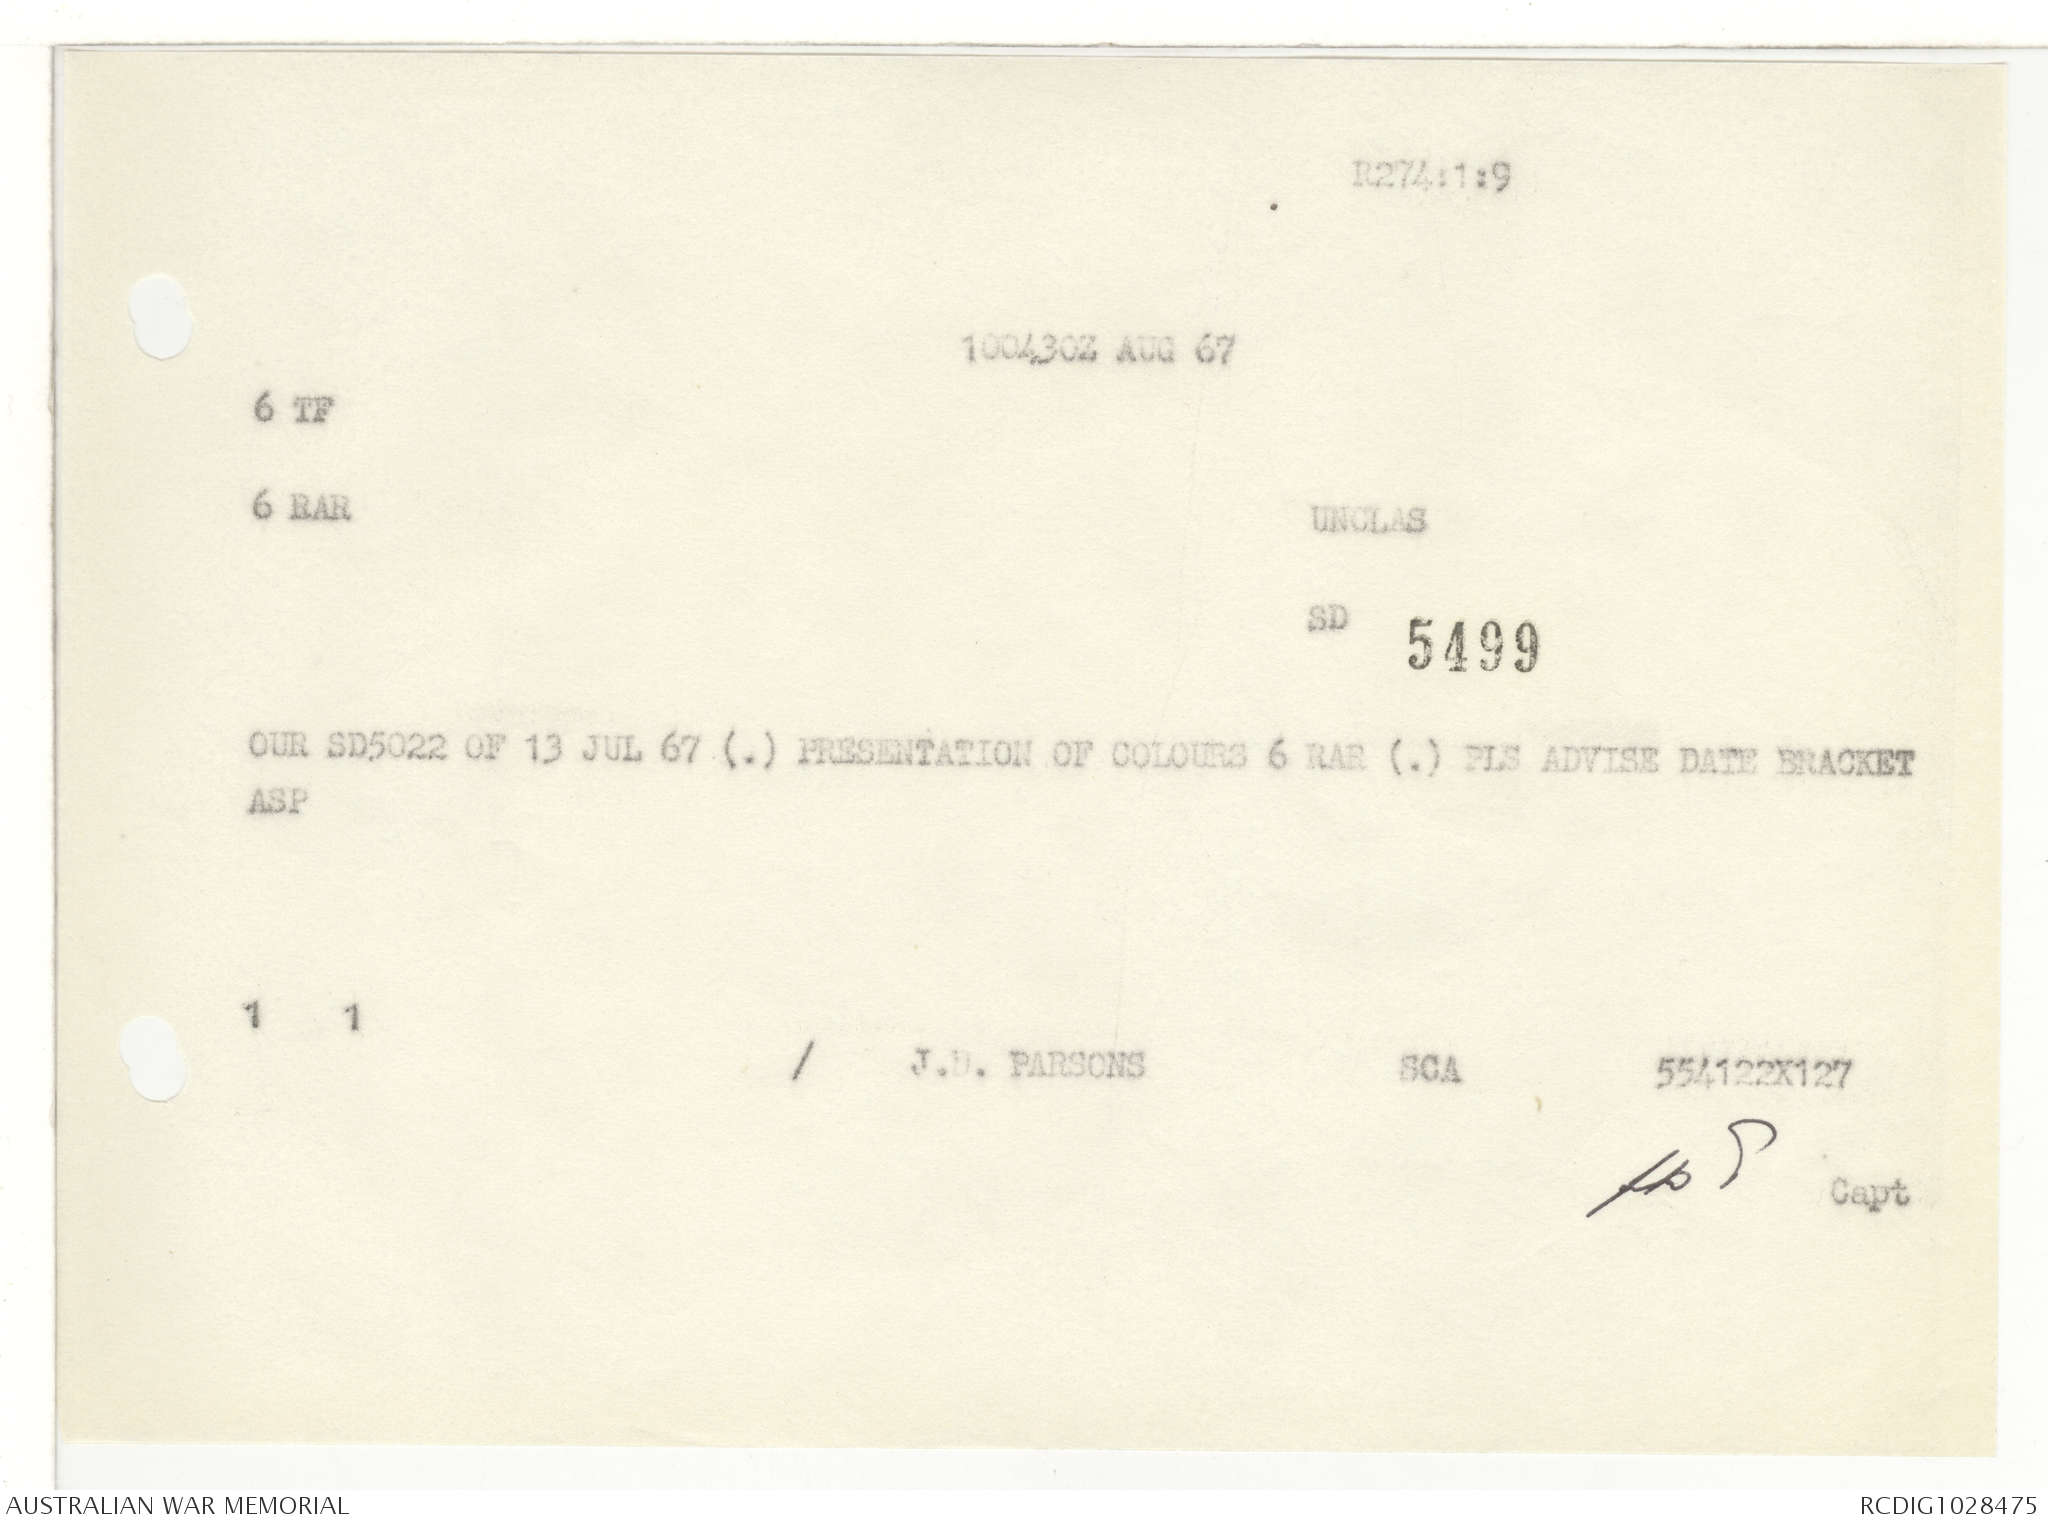 R274:1:9
100430Z AUG 67
6 TF
6 RAR
UNCLAS
SD 5499
OUR SD5022 OF 13 JUL 67 (.) PRESENTATION OF COLOURS 6 RAR (.) PLS ADVISE DATE BRACKET
ASP
1 1
/ J.D. PARSONS SCA 554122X127
Capt
AUSTRALIAN WAR MEMORIAL
RCDIG1028475